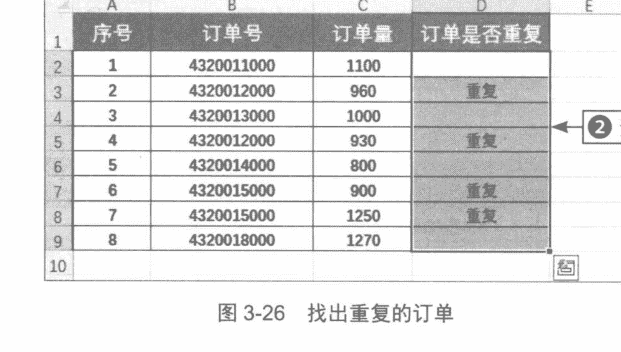 A B C D E
1 序号 订单号 订单量 订单是否重复
2 1 4320011000 1100
3 2 4320012000 960 重复
4 3 4320013000 1000
5 4 4320012000 930 重复
6 5 4320014000 800
7 6 4320015000 900 重复
8 7 4320015000 1250 重复
9 8 4320018000 1270
10
❷
图 3-26 找出重复的订单